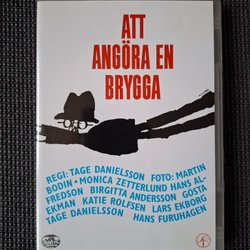 ATT
ANGÖRA EN
BRYGGA
REGI: TAGE DANIELSSON FOTO: MARTIN
BODIN • MONICA ZETTERLUND HANS AL-
FREDSON BIRGITTA ANDERSSON GÖSTA
EKMAN KATIE ROLFSEN LARS EKBORG
TAGE DANIELSSON HANS FURUHAGEN
SF